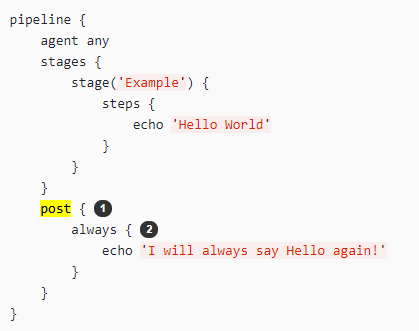 pipeline {
    agent any
    stages {
        stage('Example') {
            steps {
                echo 'Hello World'
            }
        }
    }
    post { 1
        always { 2
            echo 'I will always say Hello again!'
        }
    }
}